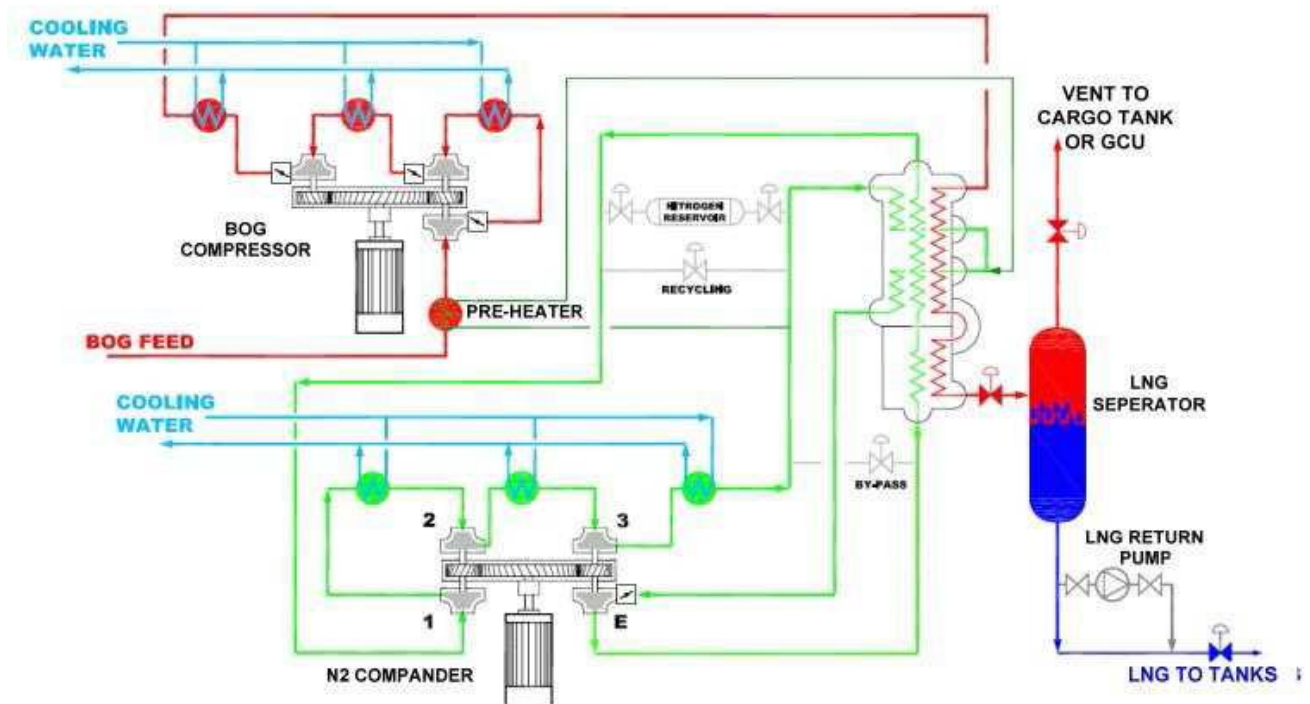 COOLING
WATER
VENT TO
CARGO TANK
OR GCU
NITROGEN
RESERVOIR
BOG
COMPRESSOR
RECYCLING
PRE-HEATER
BOG FEED
LNG
SEPERATOR
COOLING
WATER
BY-PASS
2
3
LNG RETURN
PUMP
1
E
N2 COMPANDER
LNG TO TANKS